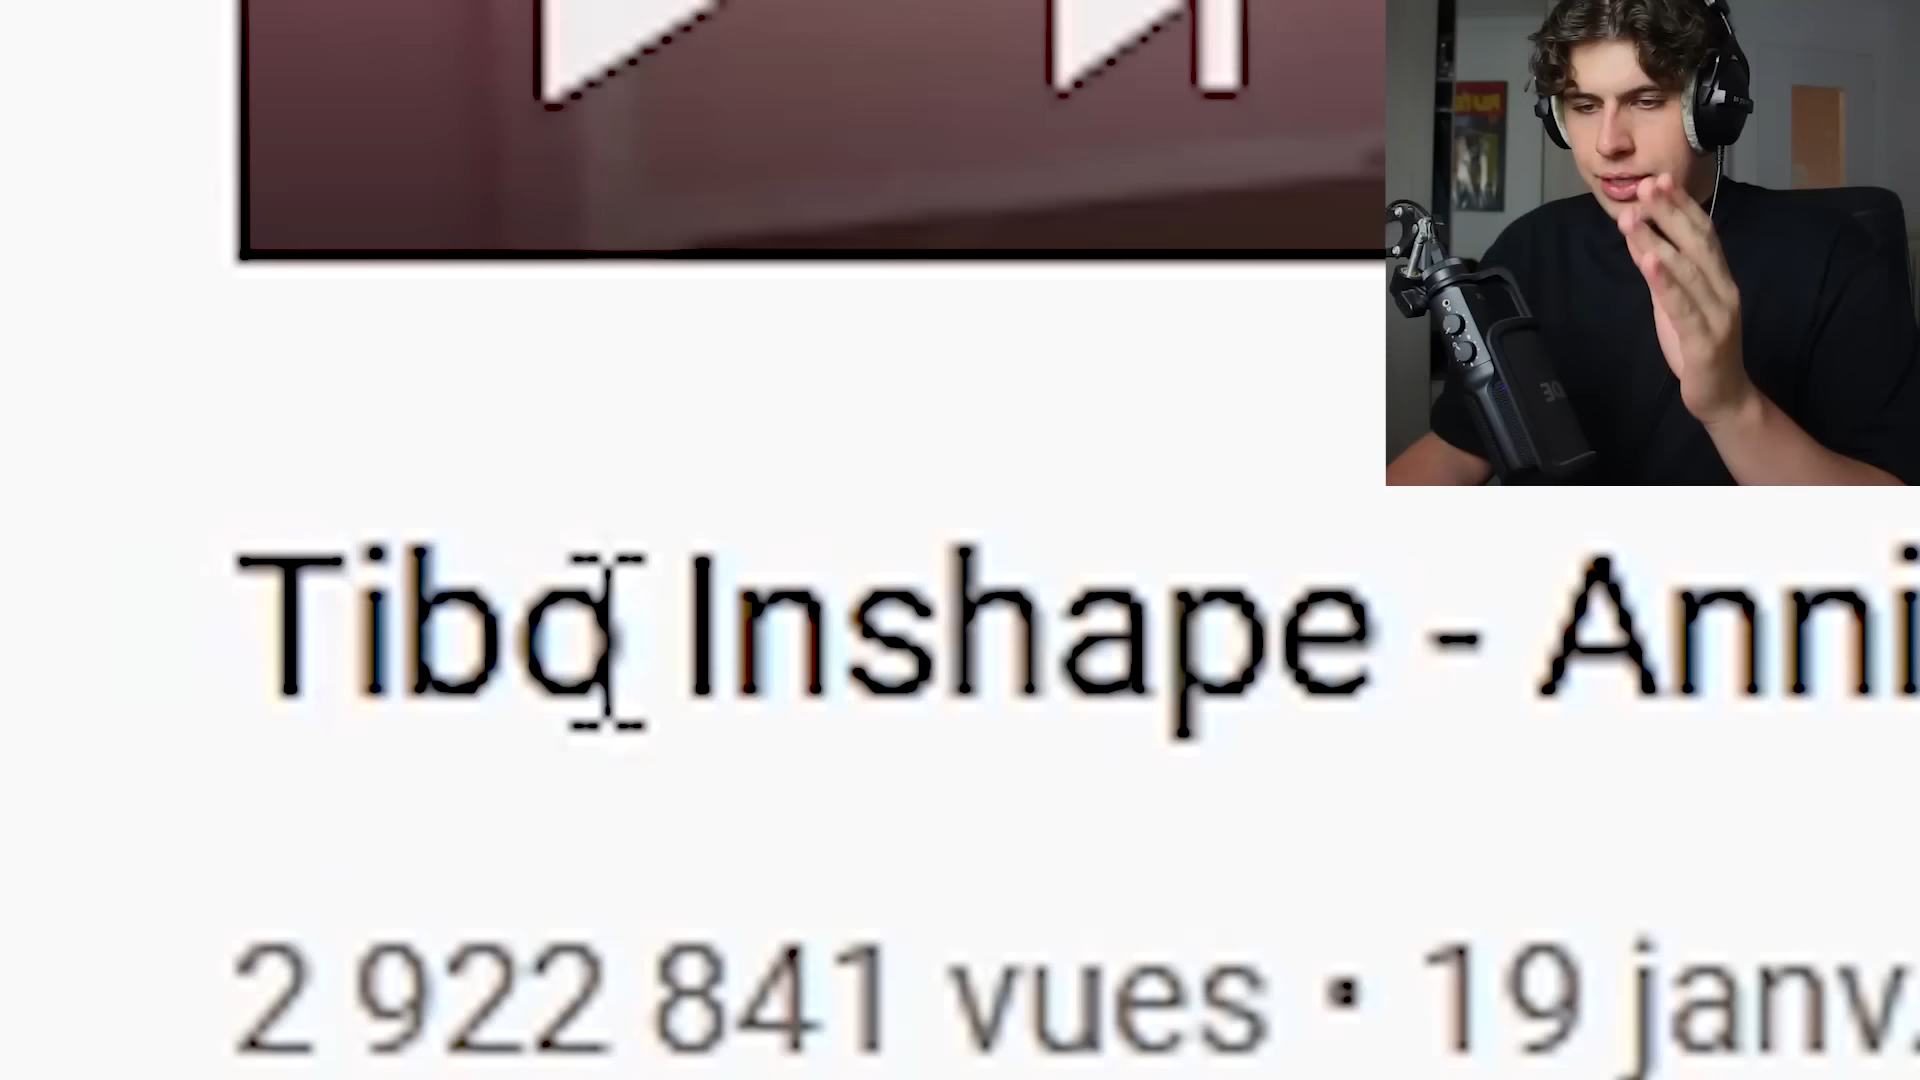 Tibo Inshape - Anni
2 922 841 vues • 19 janv.